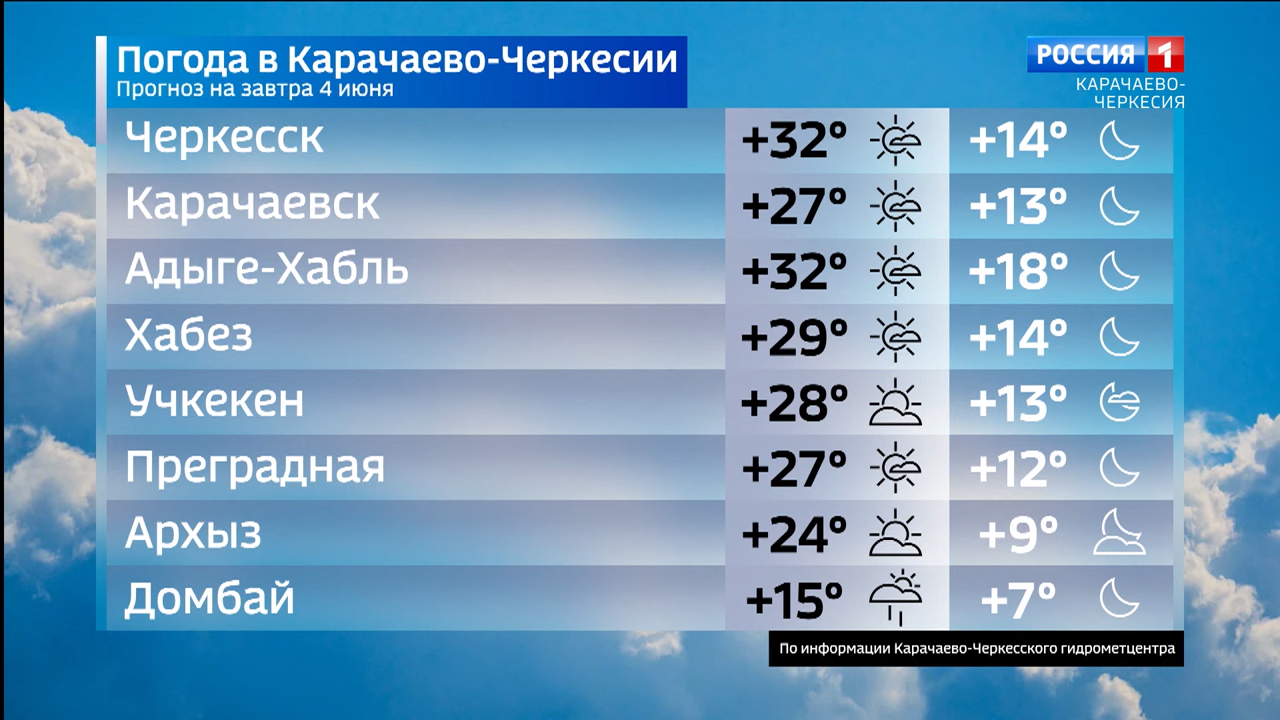 Погода в Карачаево-Черкесии
Прогноз на завтра 4 июня
РОССИЯ 1
КАРАЧАЕВО-
ЧЕРКЕСИЯ
Черкесск +32° +14°
Карачаевск +27° +13°
Адыге-Хабль +32° +18°
Хабез +29° +14°
Учкекен +28° +13°
Преградная +27° +12°
Архыз +24° +9°
Домбай +15° +7°
По информации Карачаево-Черкесского гидрометцентра